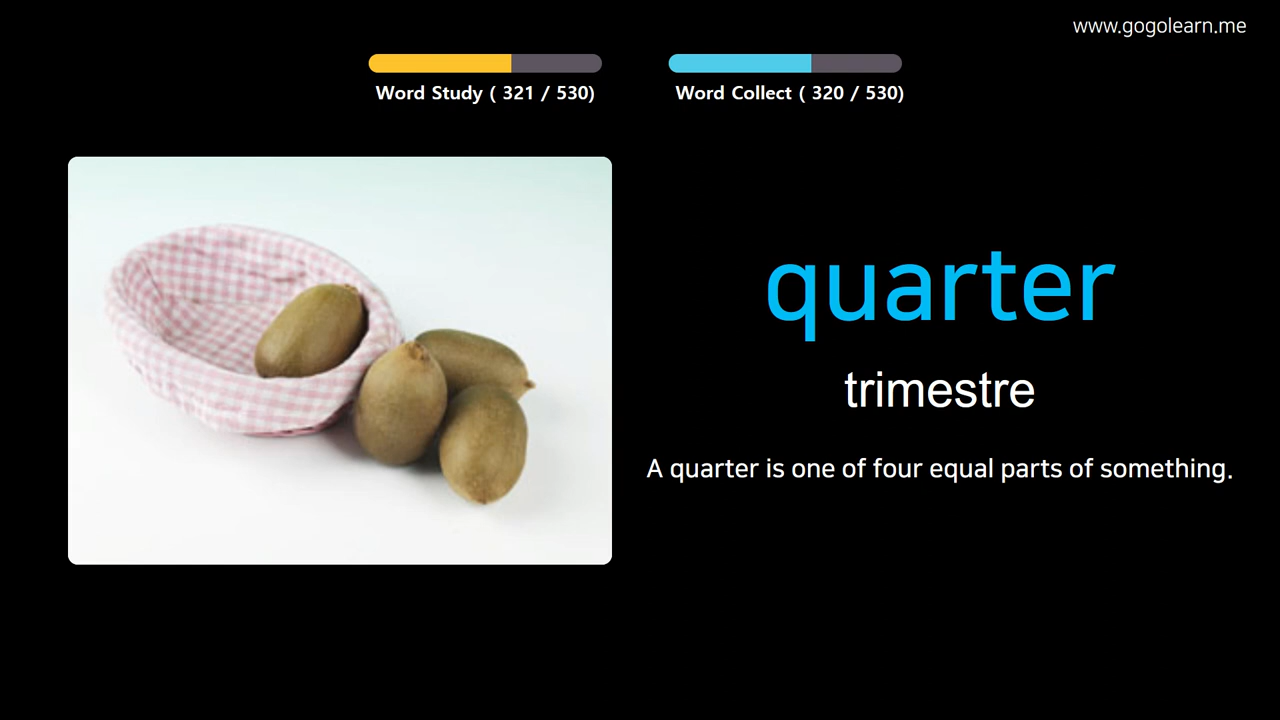 www.gogolearn.me
Word Study ( 321 / 530)
Word Collect ( 320 / 530)
quarter
trimestre
A quarter is one of four equal parts of something.